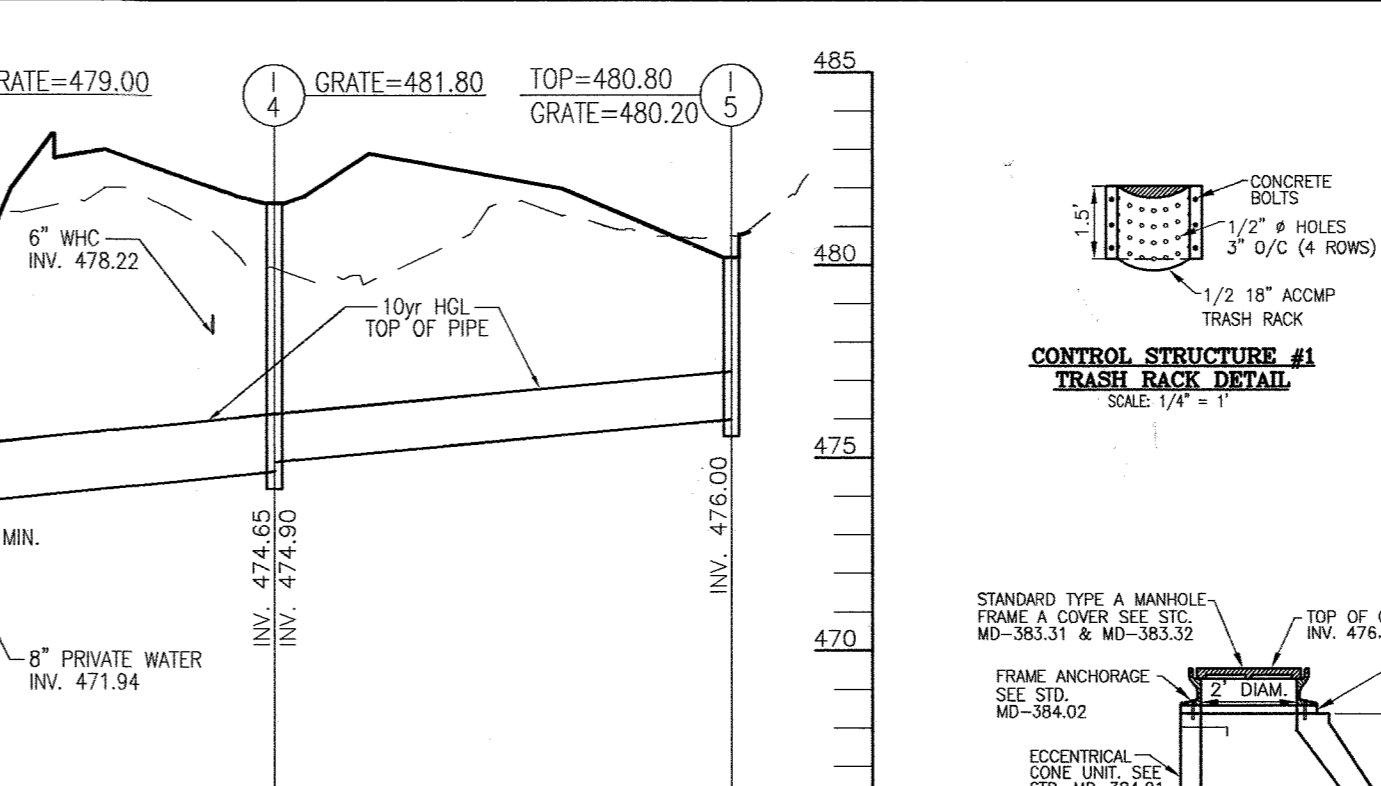 RATE=479.00
I
4
GRATE=481.80
TOP=480.80
GRATE=480.20
I
5
485
480
475
470
6" WHC
INV. 478.22
10yr HGL
TOP OF PIPE
INV. 474.65
INV. 474.90
INV. 476.00
MIN.
8" PRIVATE WATER
INV. 471.94
1.5'
CONCRETE
BOLTS
1/2" ø HOLES
3" O/C (4 ROWS)
1/2 18" ACCMP
TRASH RACK
CONTROL STRUCTURE #1
TRASH RACK DETAIL
SCALE: 1/4" = 1'
STANDARD TYPE A MANHOLE
FRAME A COVER SEE STC.
MD-383.31 & MD-383.32
TOP OF
INV. 476.
FRAME ANCHORAGE
SEE STD.
MD-384.02
2' DIAM.
ECCENTRICAL
CONE UNIT. SEE